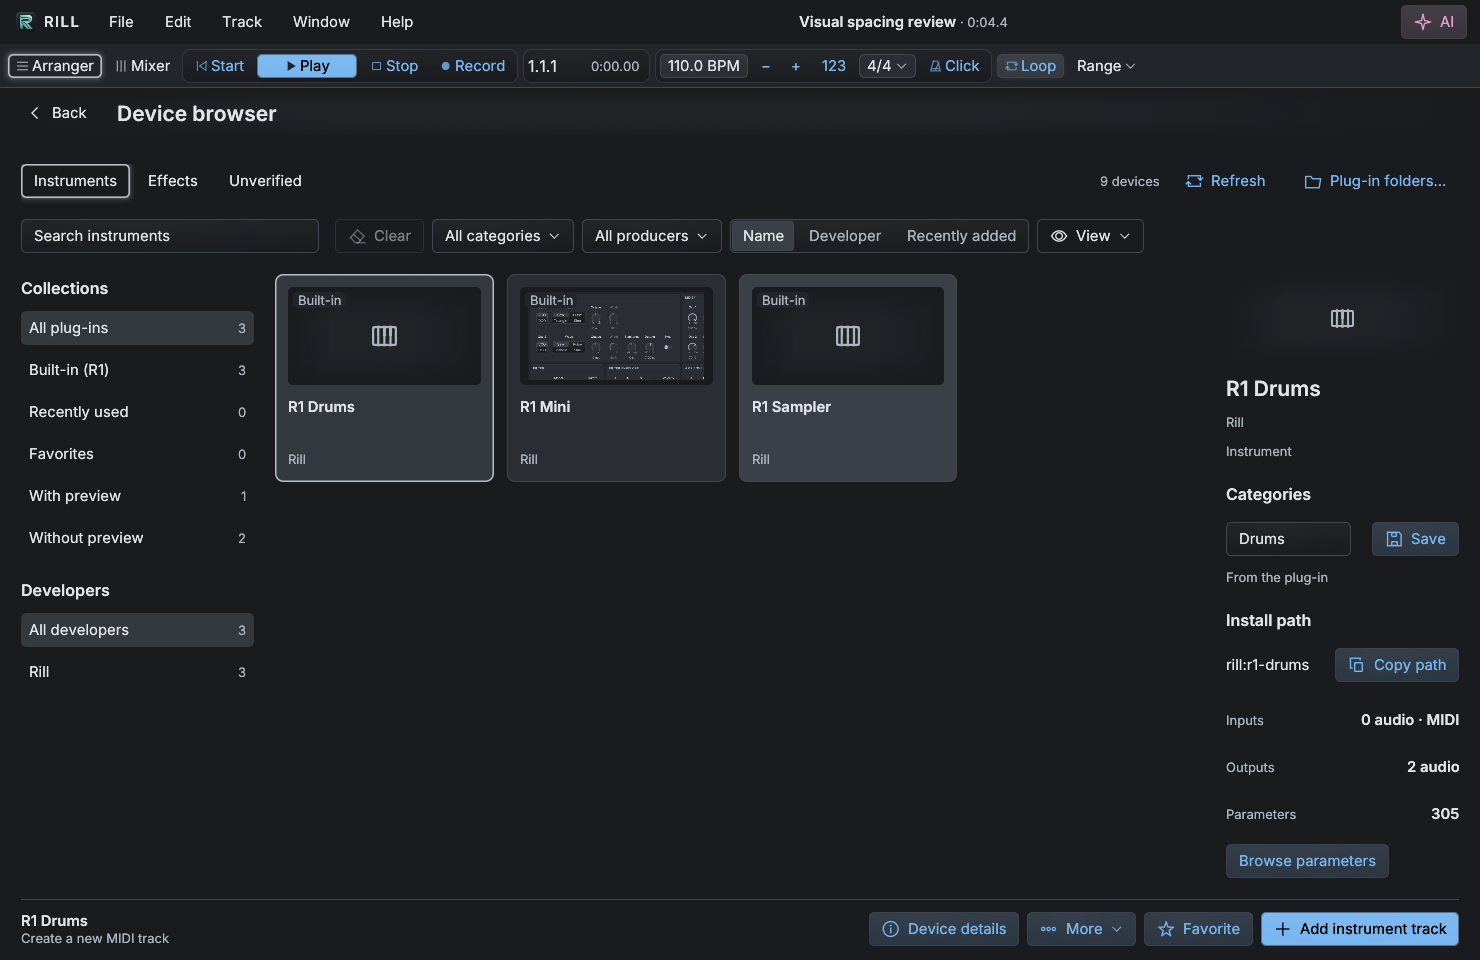 RILL File Edit Track Window Help
Visual spacing review · 0:04.4
AI
Arranger Mixer Start Play Stop Record 1.1.1 0:00.00 110.0 BPM − + 123 4/4 Click Loop Range
Back Device browser
Instruments Effects Unverified
9 devices Refresh Plug-in folders...
Search instruments Clear All categories All producers Name Developer Recently added View
Collections
All plug-ins 3
Built-in (R1) 3
Recently used 0
Favorites 0
With preview 1
Without preview 2
Developers
All developers 3
Rill 3
Built-in
R1 Drums
Rill
Built-in
R1 Mini
Rill
Built-in
R1 Sampler
Rill
R1 Drums
Rill
Instrument
Categories
Drums Save
From the plug-in
Install path
rill:r1-drums Copy path
Inputs 0 audio · MIDI
Outputs 2 audio
Parameters 305
Browse parameters
R1 Drums
Create a new MIDI track
Device details More Favorite Add instrument track